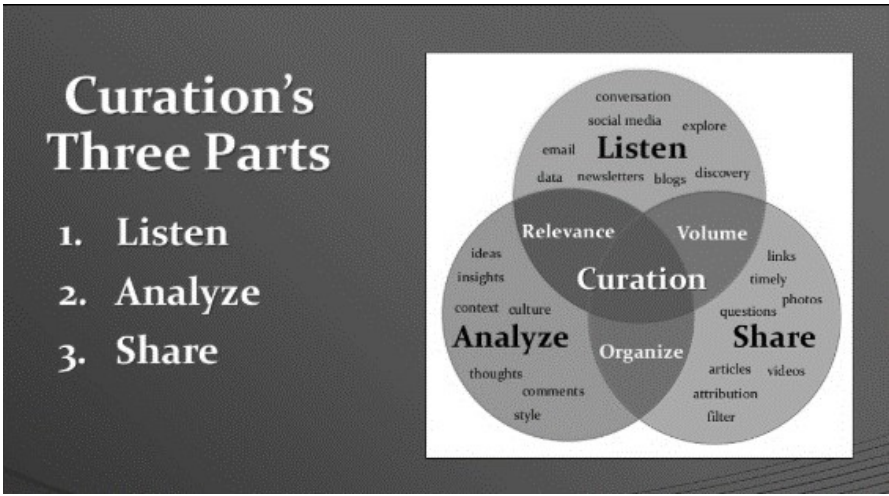 Curation's
Three Parts
1. Listen
2. Analyze
3. Share
conversation
social media
explore
email
Listen
data
newsletters
blogs
discovery
Relevance
Volume
Curation
ideas
insights
context
culture
Analyze
thoughts
comments
style
Organize
links
timely
photos
questions
Share
articles
videos
attribution
filter